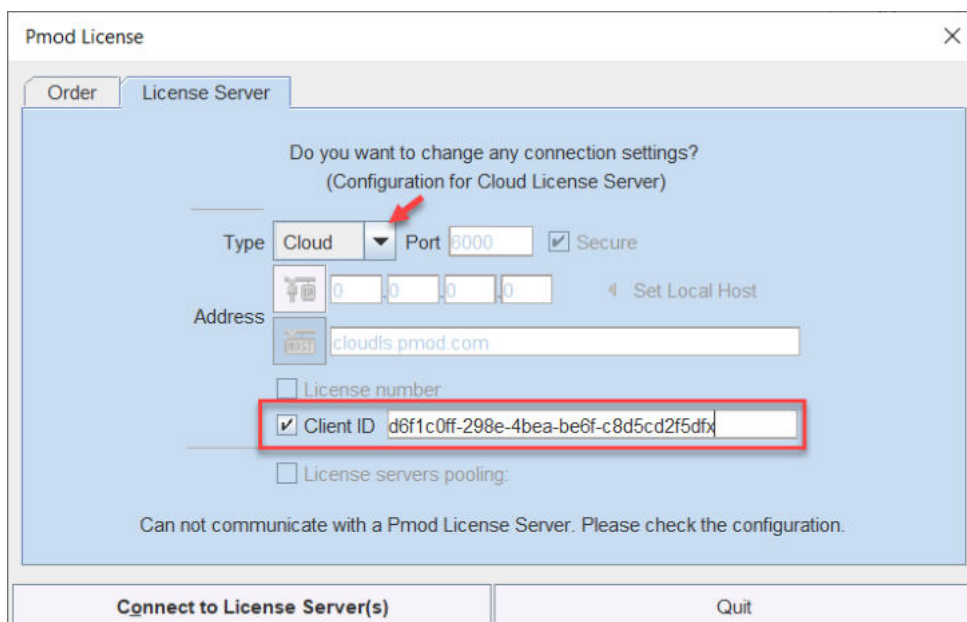 Pmod License
Order License Server
Do you want to change any connection settings?
(Configuration for Cloud License Server)
Type Cloud Port 6000 Secure
IP
0 .0 .0 .0 Set Local Host
Address
HOST cloudls.pmod.com
License number
Client ID d6f1c0ff-298e-4bea-be6f-c8d5cd2f5dfx
License servers pooling:
Can not communicate with a Pmod License Server. Please check the configuration.
Connect to License Server(s) Quit